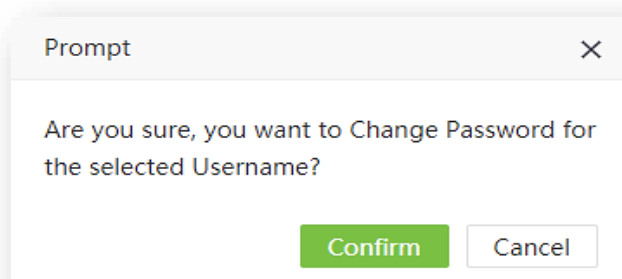 Prompt
Are you sure, you want to Change Password for
the selected Username?
Confirm Cancel